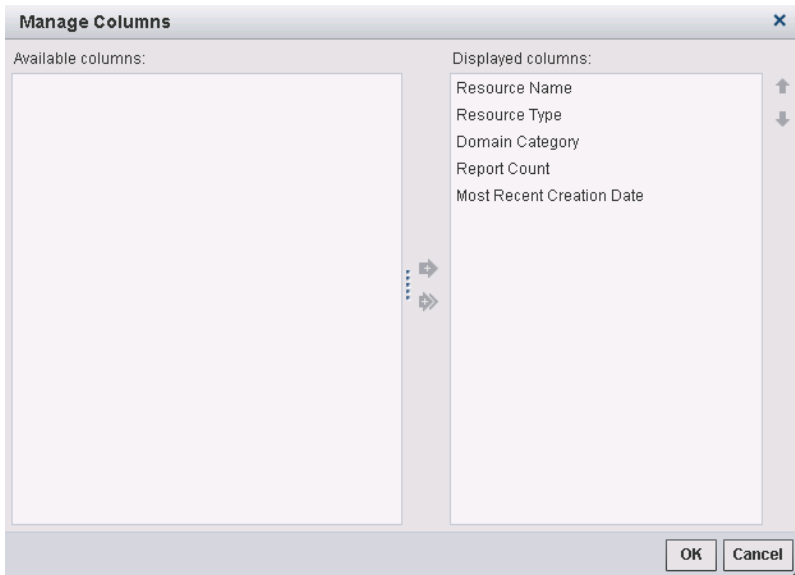 Manage Columns
Available columns:
Displayed columns:
Resource Name
Resource Type
Domain Category
Report Count
Most Recent Creation Date
OK
Cancel